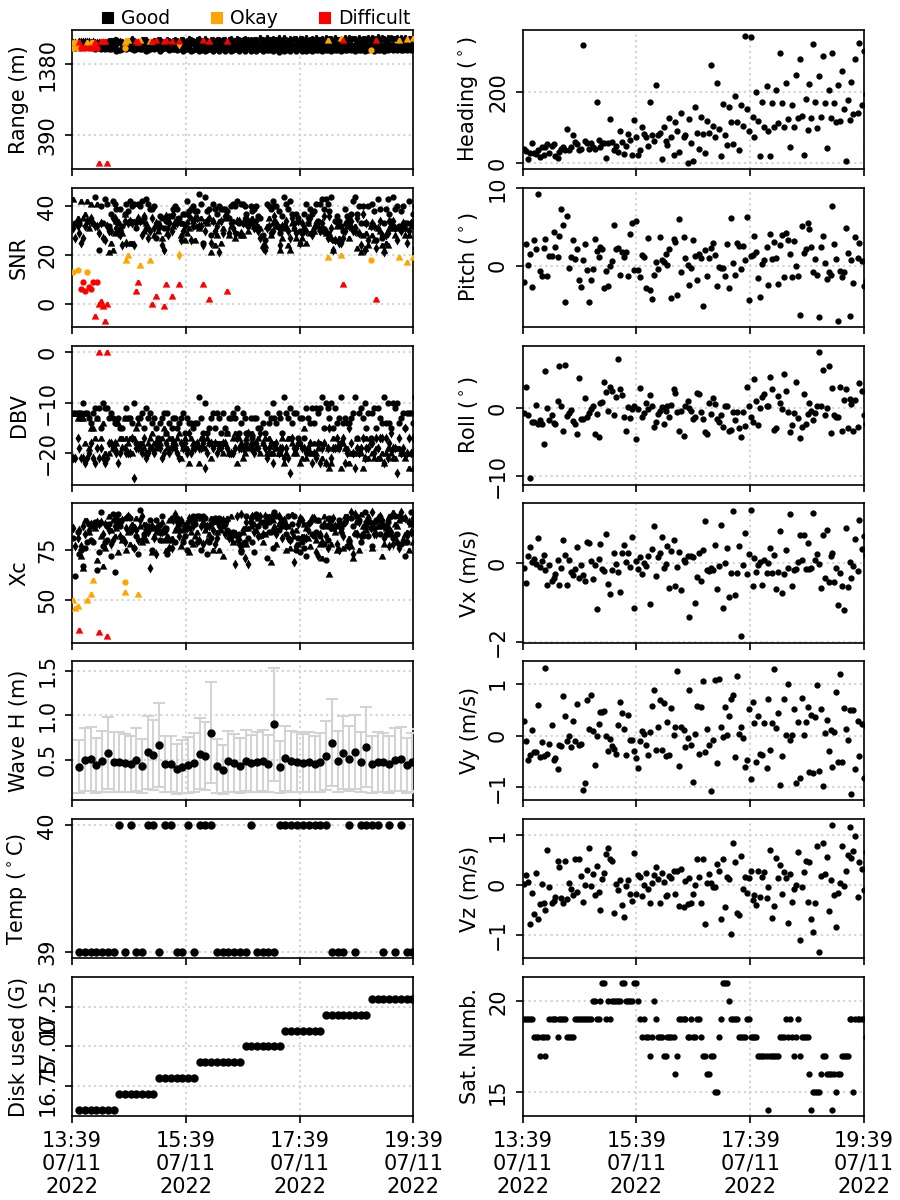 Good Okay Difficult
Range (m)
1380
390
Heading (°)
200
0
SNR
40
20
0
Pitch (°)
10
0
DBV
0
−10
−20
Roll (°)
0
−10
Xc
75
50
Vx (m/s)
0
−2
Wave H (m)
1.5
1.0
0.5
Vy (m/s)
1
0
−1
Temp (°C)
40
39
Vz (m/s)
1
0
−1
Disk used (G)
17.25
17.00
16.75
Sat. Numb.
20
15
13:39 15:39 17:39 19:39
07/11 07/11 07/11 07/11
2022 2022 2022 2022
13:39 15:39 17:39 19:39
07/11 07/11 07/11 07/11
2022 2022 2022 2022